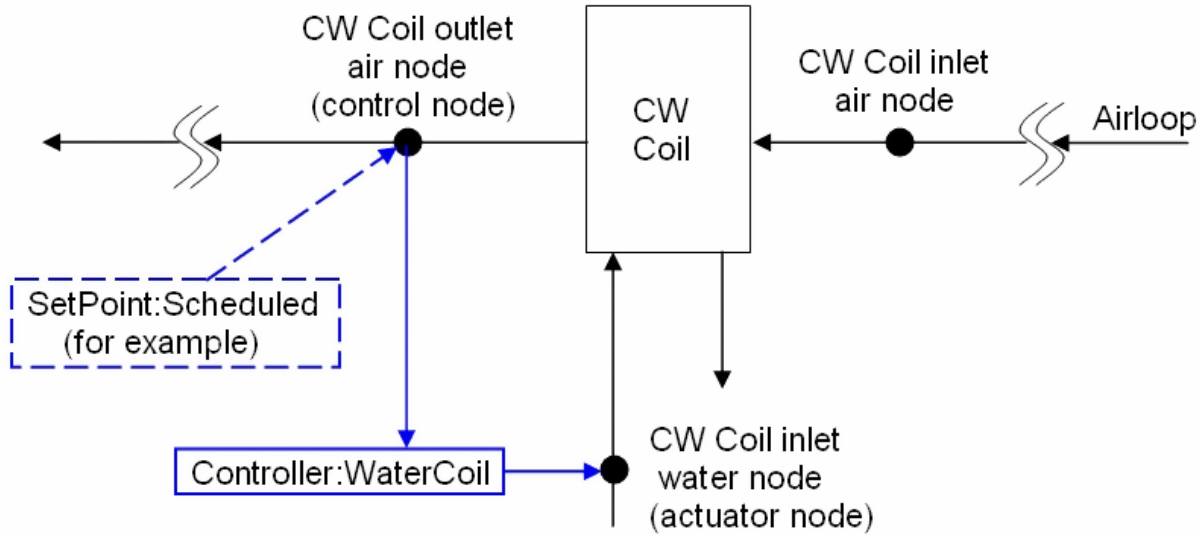 CW Coil outlet
air node
(control node)
CW
Coil
CW Coil inlet
air node
Airloop
SetPoint:Scheduled
(for example)
Controller:WaterCoil
CW Coil inlet
water node
(actuator node)